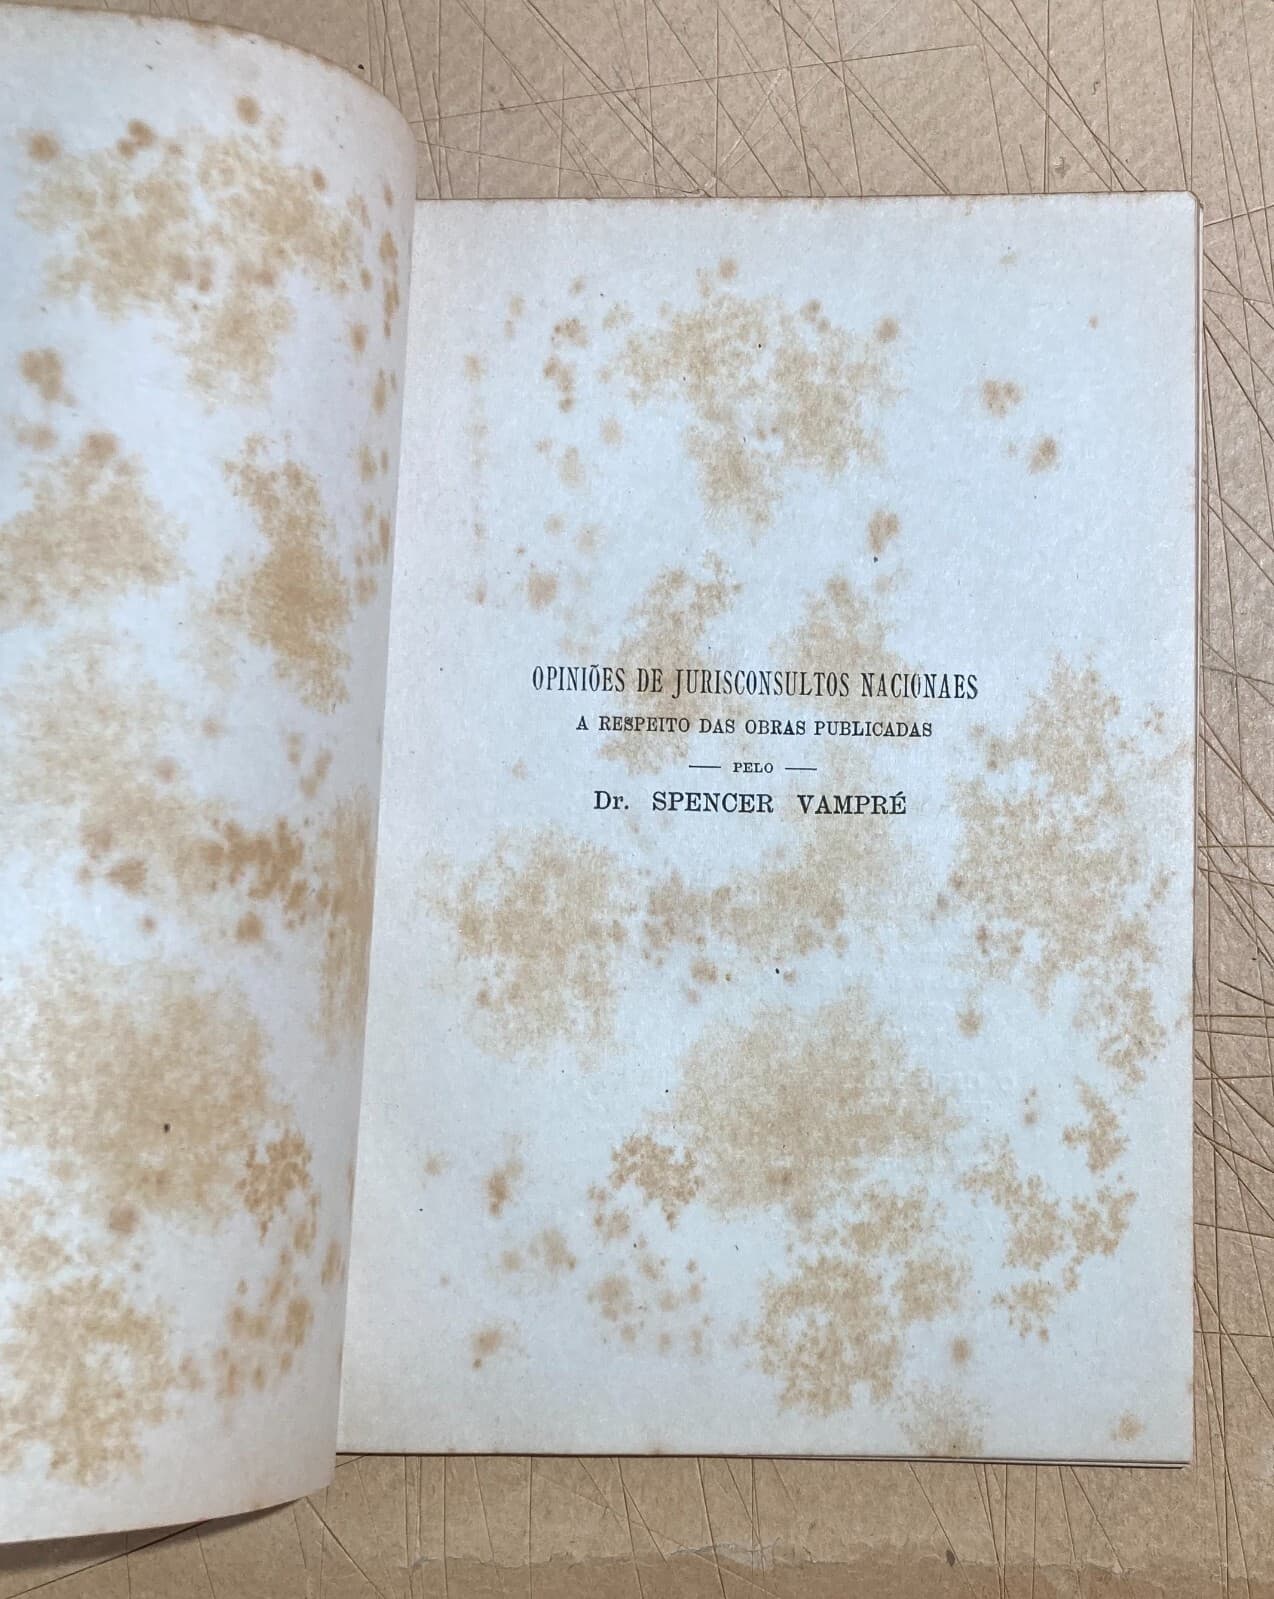 OPINIÕES DE JURISCONSULTOS NACIONAES
A RESPEITO DAS OBRAS PUBLICADAS
PELO
Dr. SPENCER VAMPRÉ